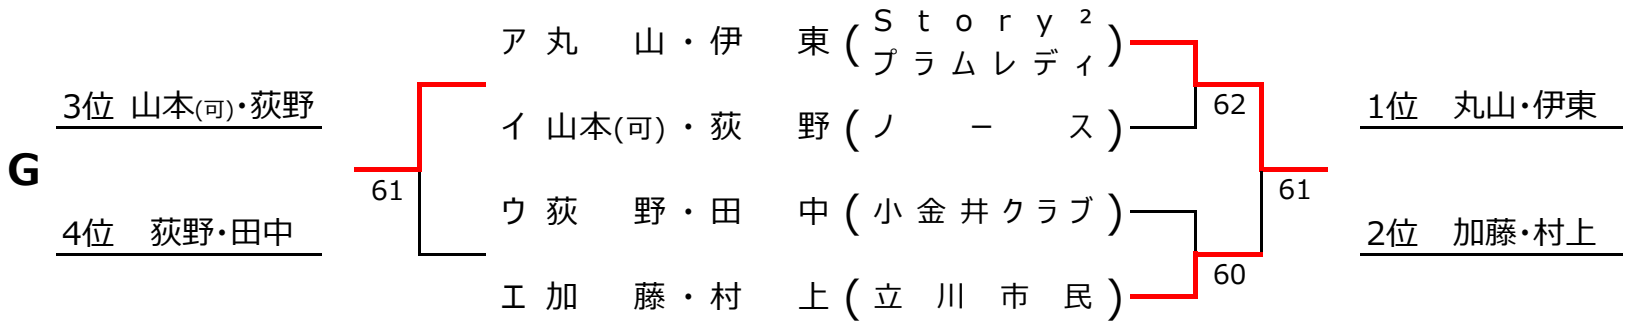 G
3位 山本(可)・荻野
4位 荻野・田中
61
ア 丸山・伊東(Story² プラムレディ)
イ 山本(可)・荻野(ノース)
ウ 荻野・田中(小金井クラブ)
エ 加藤・村上(立川市民)
62
60
61
1位 丸山・伊東
2位 加藤・村上